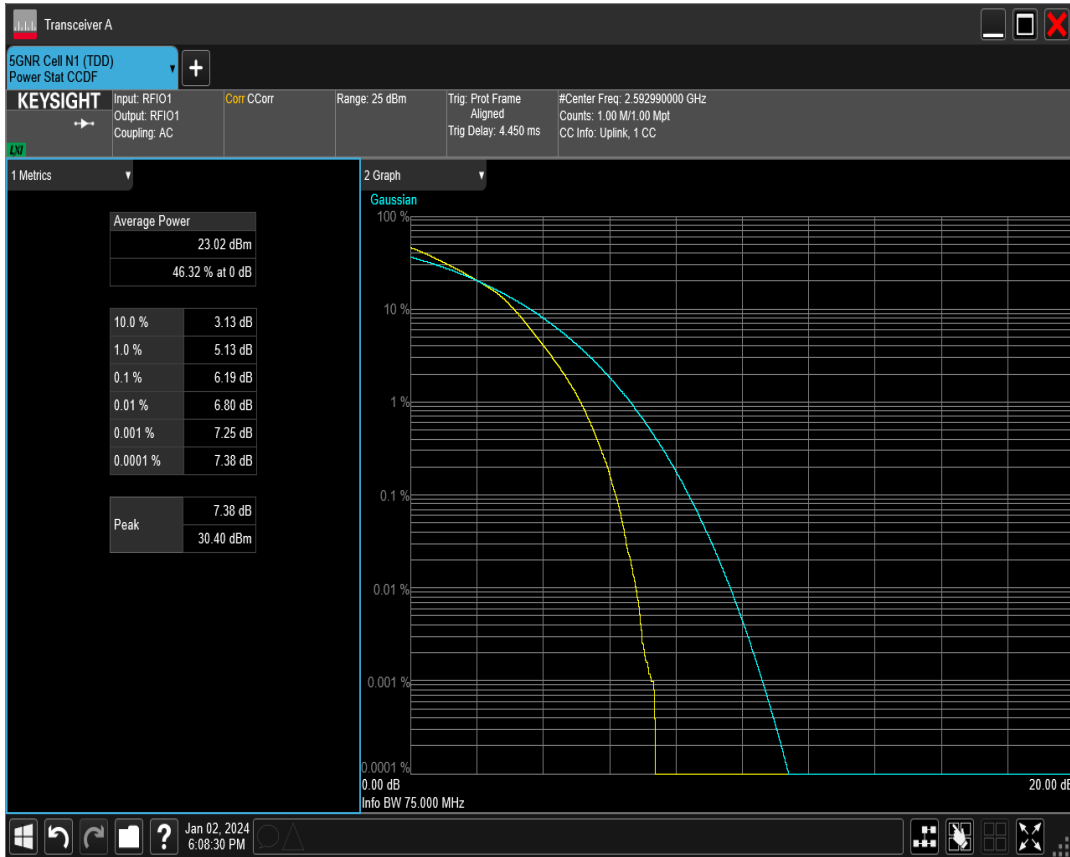 Transceiver A
5GNR Cell N1 (TDD)
Power Stat CCDF
+
KEYSIGHT
LXI
Input: RFIO1
Output: RFIO1
Coupling: AC
Corr CCorr
Range: 25 dBm
Trig: Prot Frame
Aligned
Trig Delay: 4.450 ms
#Center Freq: 2.592990000 GHz
Counts: 1.00 M/1.00 Mpt
CC Info: Uplink, 1 CC
1 Metrics
Average Power
23.02 dBm
46.32 % at 0 dB
10.0 % 3.13 dB
1.0 % 5.13 dB
0.1 % 6.19 dB
0.01 % 6.80 dB
0.001 % 7.25 dB
0.0001 % 7.38 dB
Peak
7.38 dB
30.40 dBm
2 Graph
Gaussian
100 %
10 %
1 %
0.1 %
0.01 %
0.001 %
0.0001 %
0.00 dB
20.00 dB
Info BW 75.000 MHz
?
Jan 02, 2024
6:08:30 PM